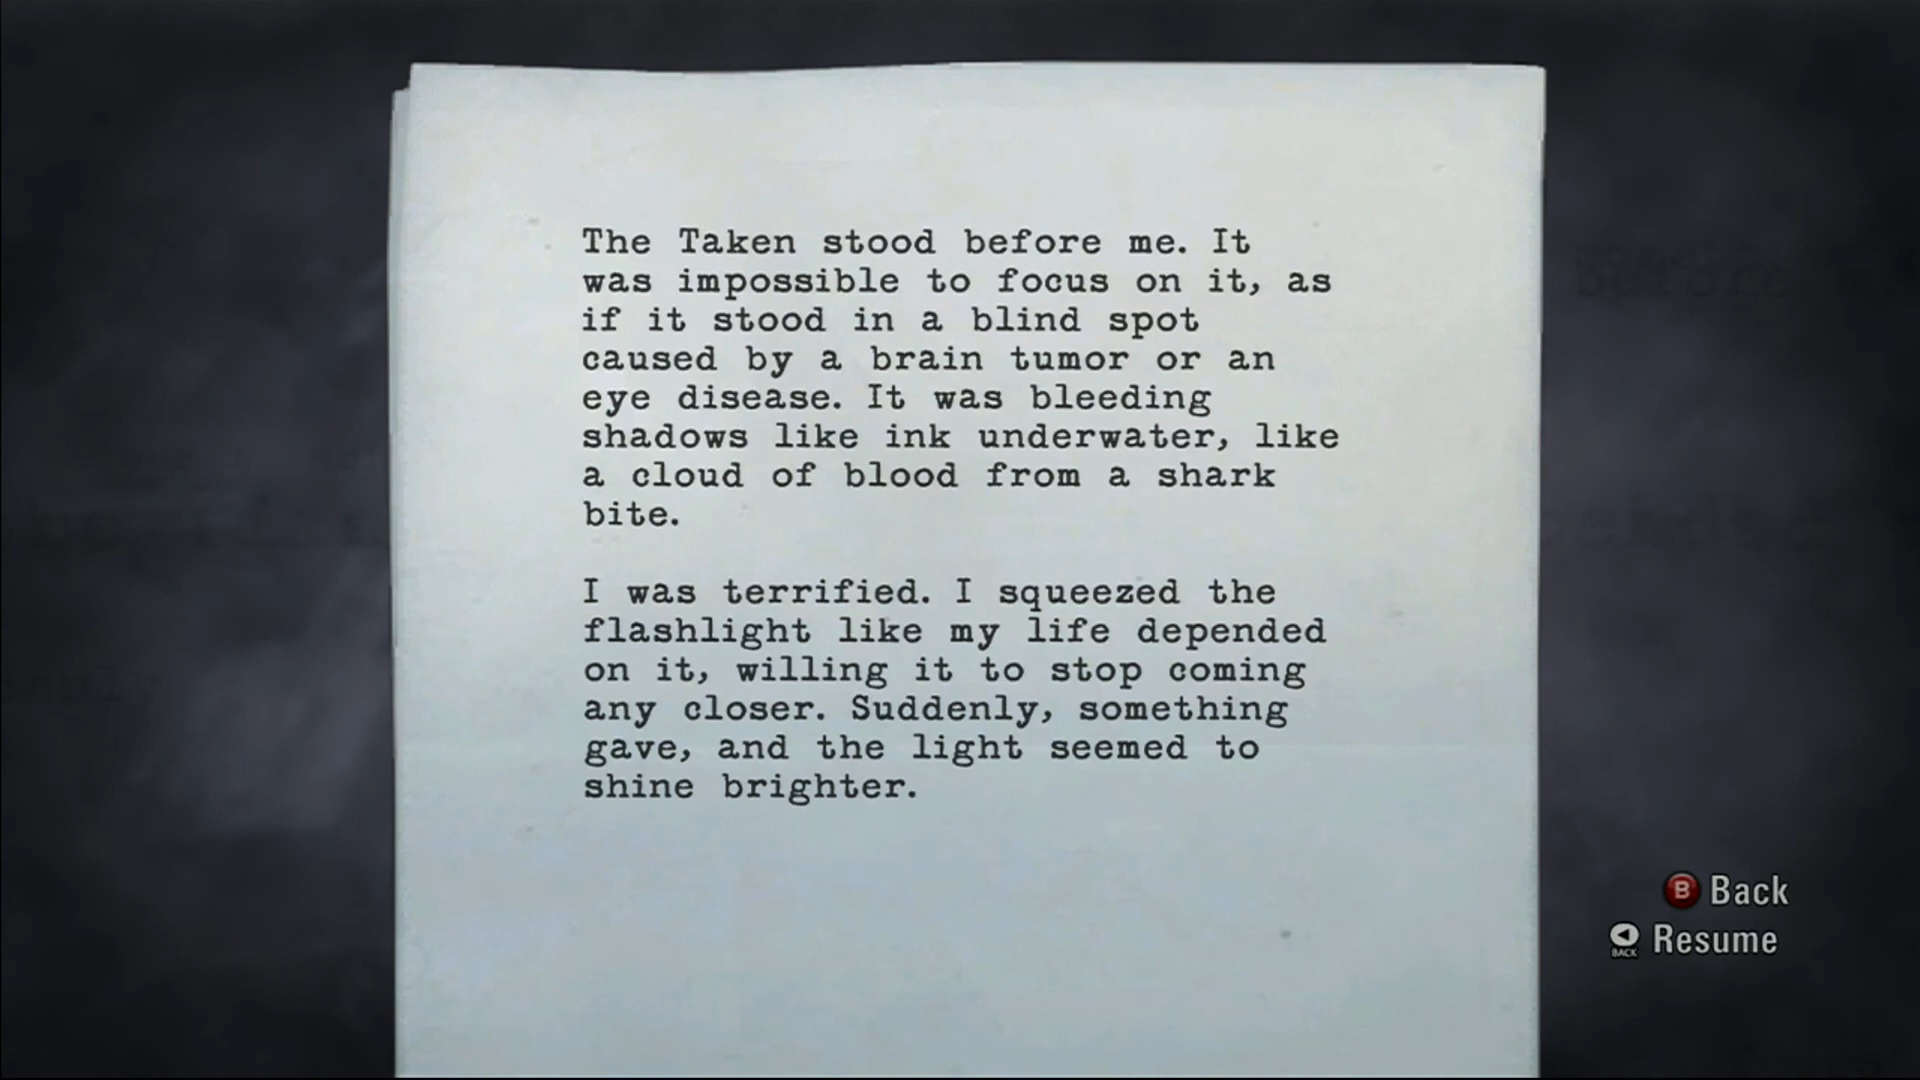 The Taken stood before me. It
was impossible to focus on it, as
if it stood in a blind spot
caused by a brain tumor or an
eye disease. It was bleeding
shadows like ink underwater, like
a cloud of blood from a shark
bite.
I was terrified. I squeezed the
flashlight like my life depended
on it, willing it to stop coming
any closer. Suddenly, something
gave, and the light seemed to
shine brighter.
B Back
BACK Resume